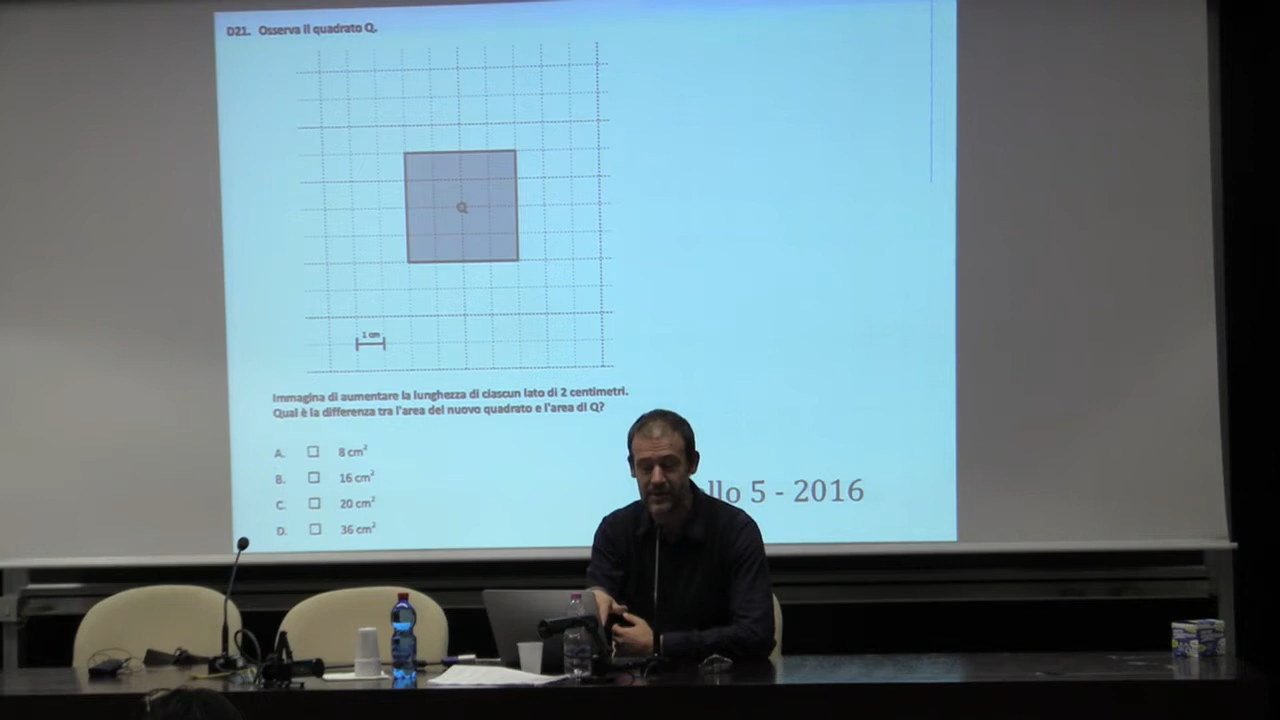 D21. Osserva il quadrato Q.
Q
1 cm
Immagina di aumentare la lunghezza di ciascun lato di 2 centimetri.
Qual è la differenza tra l'area del nuovo quadrato e l'area di Q?
A. 8 cm²
B. 16 cm²
C. 20 cm²
D. 36 cm²
5 - 2016